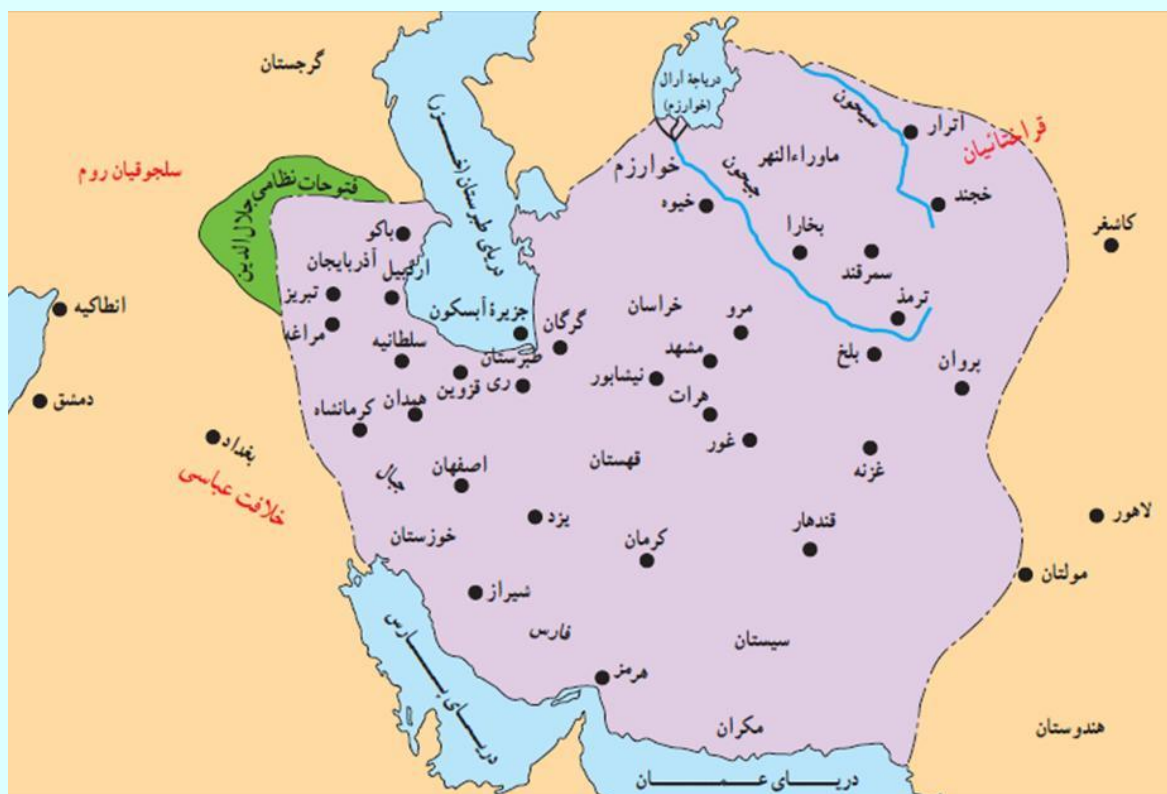 گرجستان
دریاچهٔ آرال
(خوارزم)
سیحون
اترار
قراختائیان
ماوراءالنهر
خوارزم
جیحون
خجند
سلجوقیان روم
فتوحات نظامی
جلال الدین
دریای طبرستان (خزر)
خیوه
بخارا
سمرقند
کاشغر
باکو
آذربایجان
اردبیل
تبریز
مراغه
انطاکیه
جزیرهٔ آبسکون
گرگان
خراسان
مرو
ترمذ
سلطانیه
طبرستان
مشهد
بلخ
پروان
قزوین
ری
نیشابور
هرات
دمشق
کرمانشاه
همدان
غور
بغداد
خلافت عباسی
جبال
اصفهان
قهستان
غزنه
خوزستان
یزد
کرمان
قندهار
لاهور
مولتان
شیراز
فارس
سیستان
دریای پارس
هرمز
مکران
هندوستان
دریای عمان